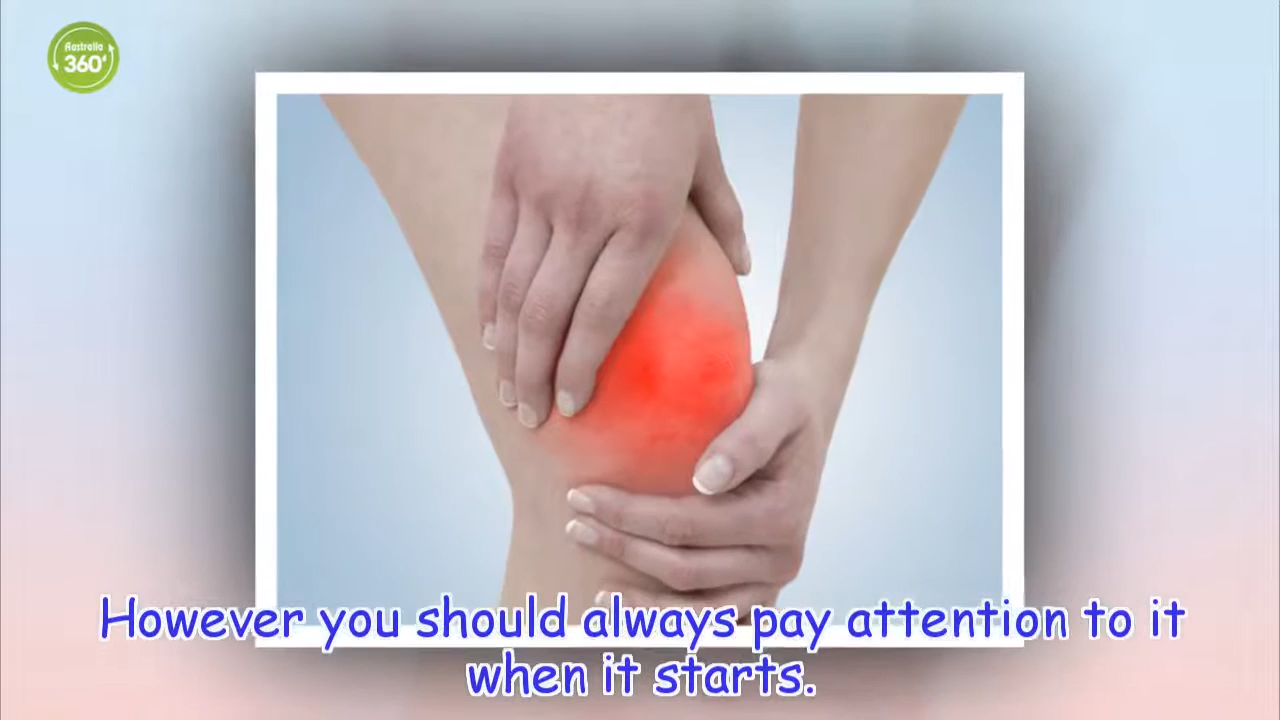 Australia
360°
However you should always pay attention to it
when it starts.